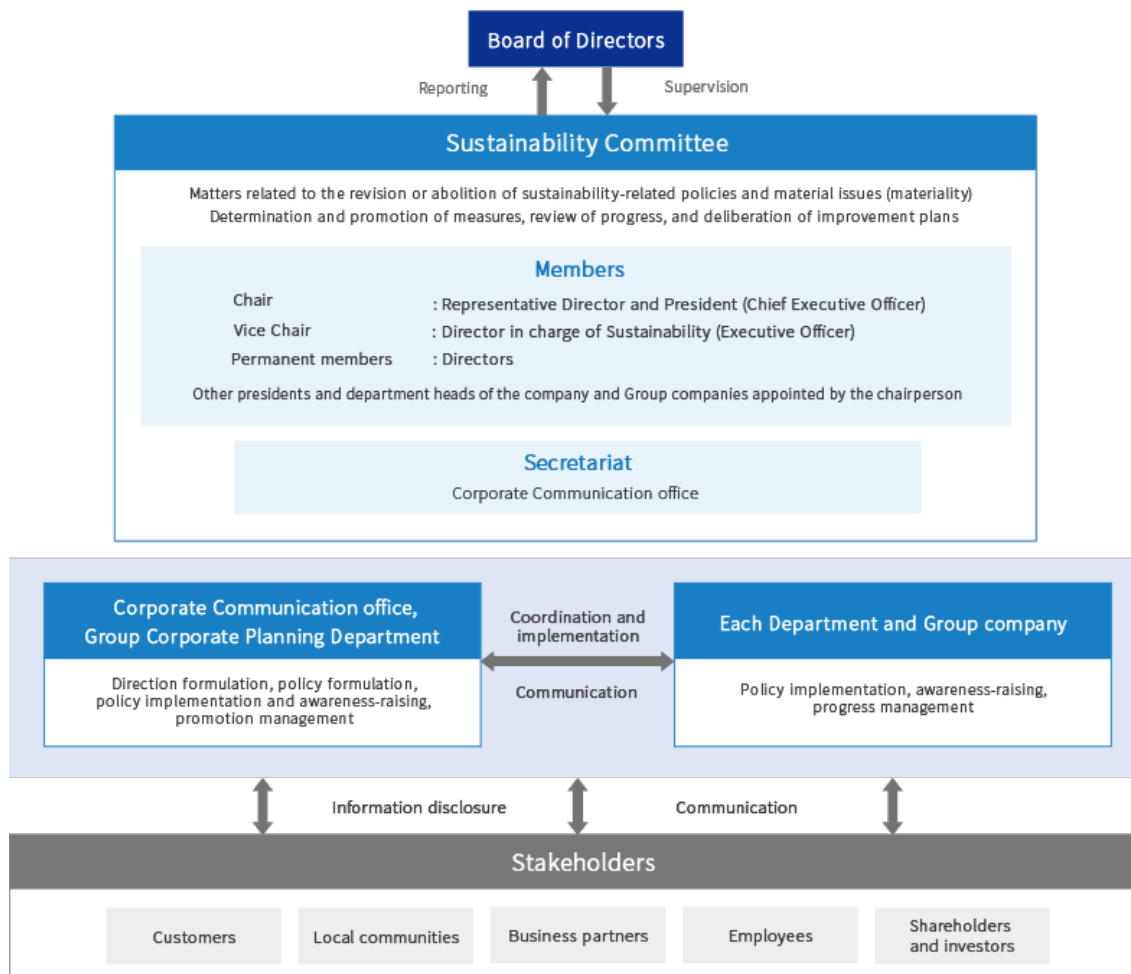 Board of Directors
Reporting
Supervision
Sustainability Committee
Matters related to the revision or abolition of sustainability-related policies and material issues (materiality)
Determination and promotion of measures, review of progress, and deliberation of improvement plans
Members
Chair : Representative Director and President (Chief Executive Officer)
Vice Chair : Director in charge of Sustainability (Executive Officer)
Permanent members : Directors
Other presidents and department heads of the company and Group companies appointed by the chairperson
Secretariat
Corporate Communication office
Corporate Communication office,
Group Corporate Planning Department
Direction formulation, policy formulation,
policy implementation and awareness-raising,
promotion management
Coordination and
implementation
Communication
Each Department and Group company
Policy implementation, awareness-raising,
progress management
Information disclosure
Communication
Stakeholders
Customers
Local communities
Business partners
Employees
Shareholders
and investors